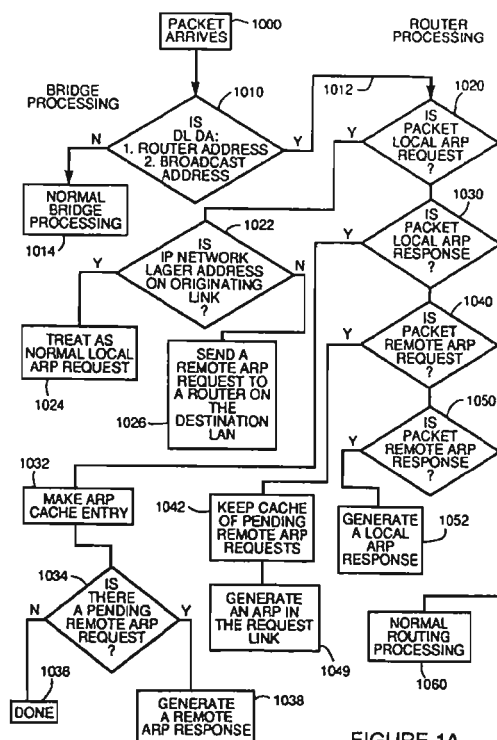 PACKET
ARRIVES
1000
ROUTER
PROCESSING
BRIDGE
PROCESSING
1010
1012
1020
IS
DL DA:
1. ROUTER ADDRESS
2. BROADCAST
ADDRESS
N
Y
IS
PACKET
LOCAL ARP
REQUEST
?
NORMAL
BRIDGE
PROCESSING
1014
1022
IS
IP NETWORK
LAGER ADDRESS
ON ORIGINATING
LINK
?
Y
N
1030
IS
PACKET
LOCAL ARP
RESPONSE
?
TREAT AS
NORMAL LOCAL
ARP REQUEST
1024
SEND A
REMOTE ARP
REQUEST TO
A ROUTER ON
THE
DESTINATION
LAN
1026
1040
Y
IS
PACKET
REMOTE ARP
REQUEST
?
1050
Y
IS
PACKET
REMOTE ARP
RESPONSE
?
1032
MAKE ARP
CACHE ENTRY
1042
KEEP CACHE
OF PENDING
REMOTE ARP
REQUESTS
GENERATE
A LOCAL
ARP
RESPONSE
1052
1034
IS
THERE
A PENDING
REMOTE ARP
REQUEST
?
N
Y
GENERATE
AN ARP IN
THE REQUEST
LINK
1049
NORMAL
ROUTING
PROCESSING
1060
1036
DONE
GENERATE
A REMOTE
ARP RESPONSE
1038
FIGURE 1A